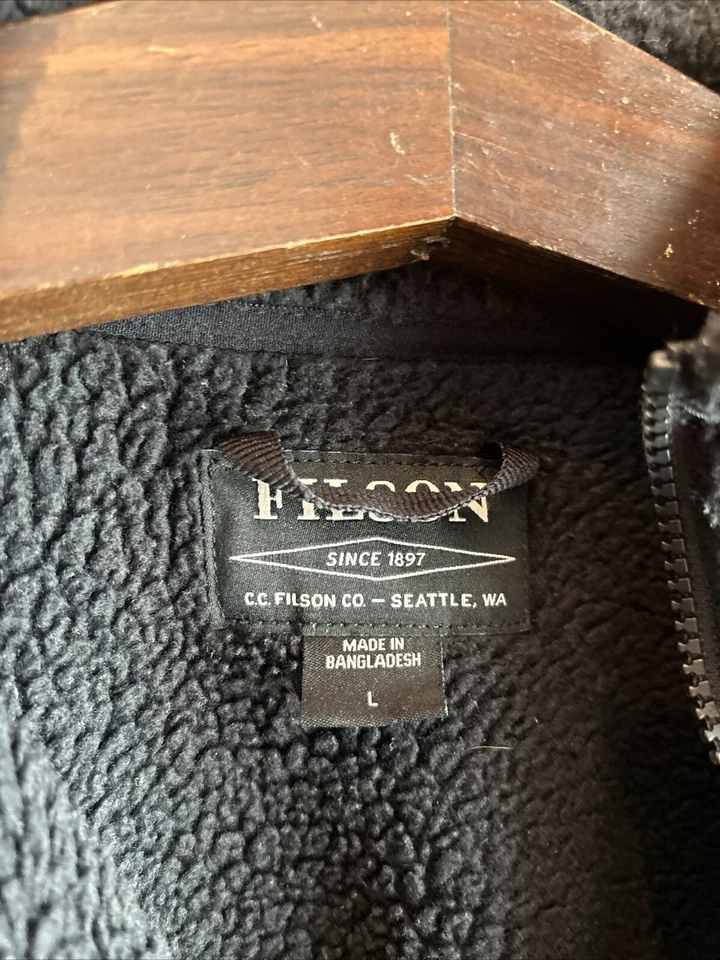 FILSON
SINCE 1897
C.C. FILSON CO. – SEATTLE, WA
MADE IN
BANGLADESH
L